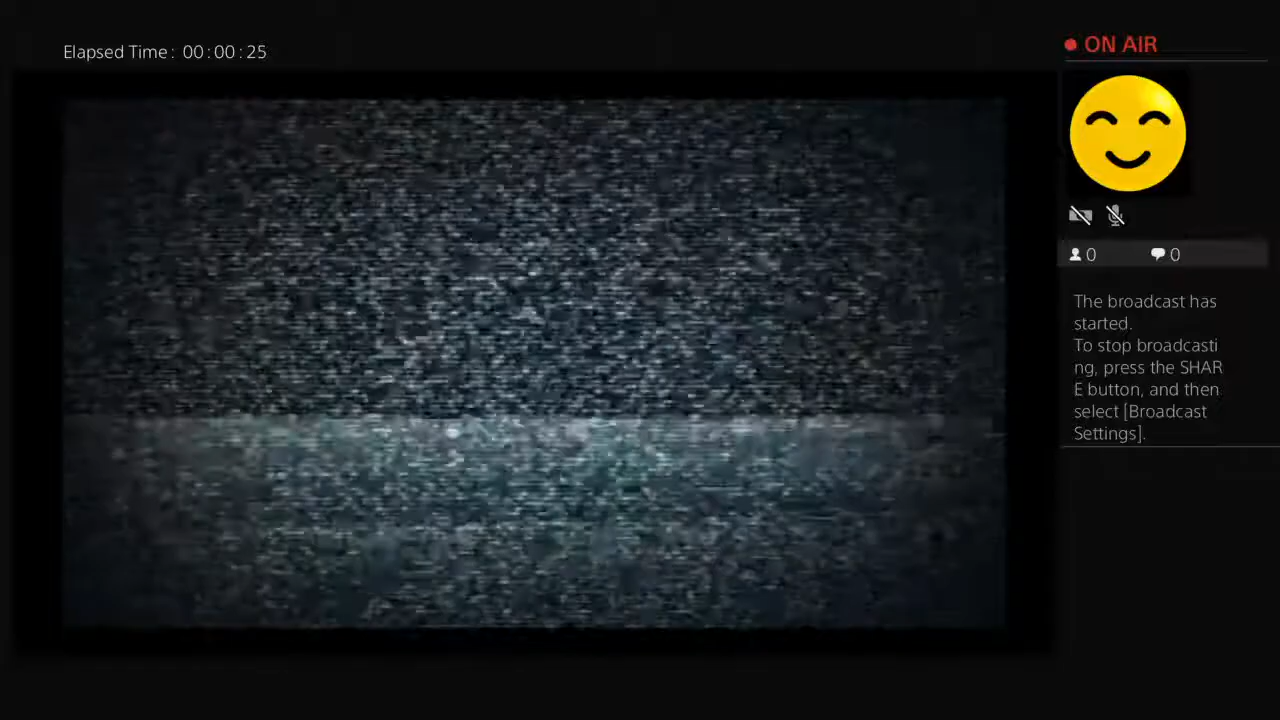 Elapsed Time: 00:00:25
ON AIR
0 0
The broadcast has
started.
To stop broadcasti
ng, press the SHAR
E button, and then
select [Broadcast
Settings].